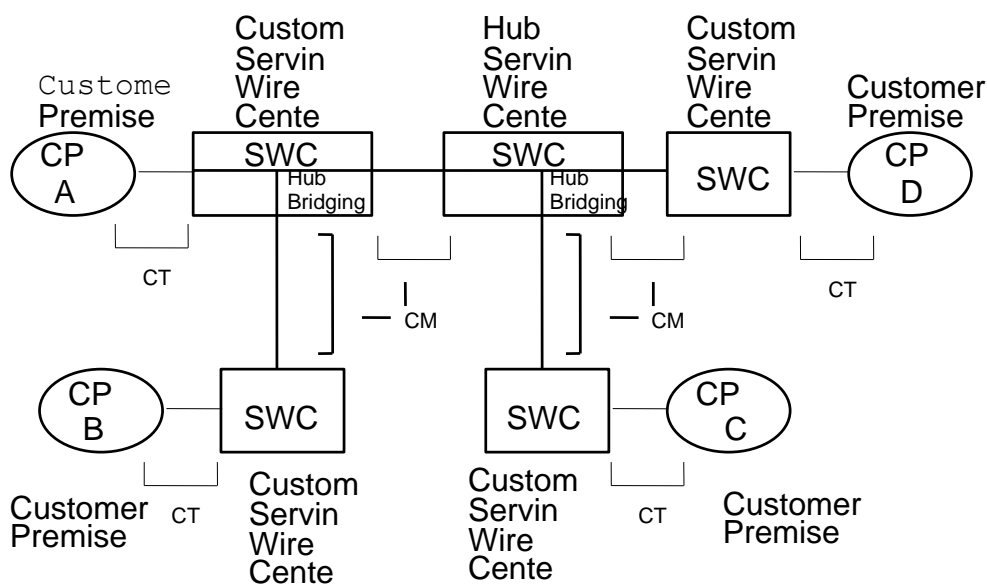 Custom
Servin
Wire
Cente
Hub
Servin
Wire
Cente
Custom
Servin
Wire
Cente
Custome
Premise
Customer
Premise
CP
A
SWC
Hub
Bridging
SWC
Hub
Bridging
SWC
CP
D
CT
CM
CM
CT
CP
B
SWC
SWC
CP
C
Customer
Premise
CT
Custom
Servin
Wire
Cente
Custom
Servin
Wire
Cente
CT
Customer
Premise